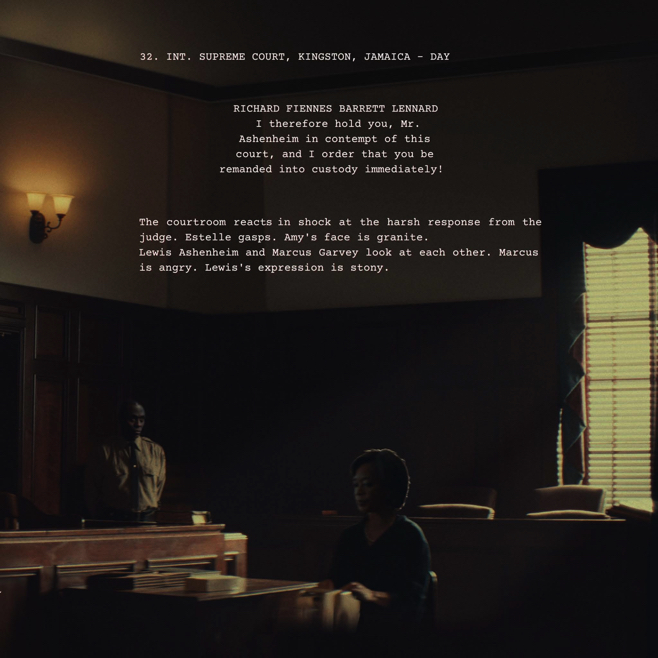 32. INT. SUPREME COURT, KINGSTON, JAMAICA – DAY
RICHARD FIENNES BARRETT LENNARD
I therefore hold you, Mr.
Ashenheim in contempt of this
court, and I order that you be
remanded into custody immediately!
The courtroom reacts in shock at the harsh response from the
judge. Estelle gasps. Amy's face is granite.
Lewis Ashenheim and Marcus Garvey look at each other. Marcus
is angry. Lewis's expression is stony.